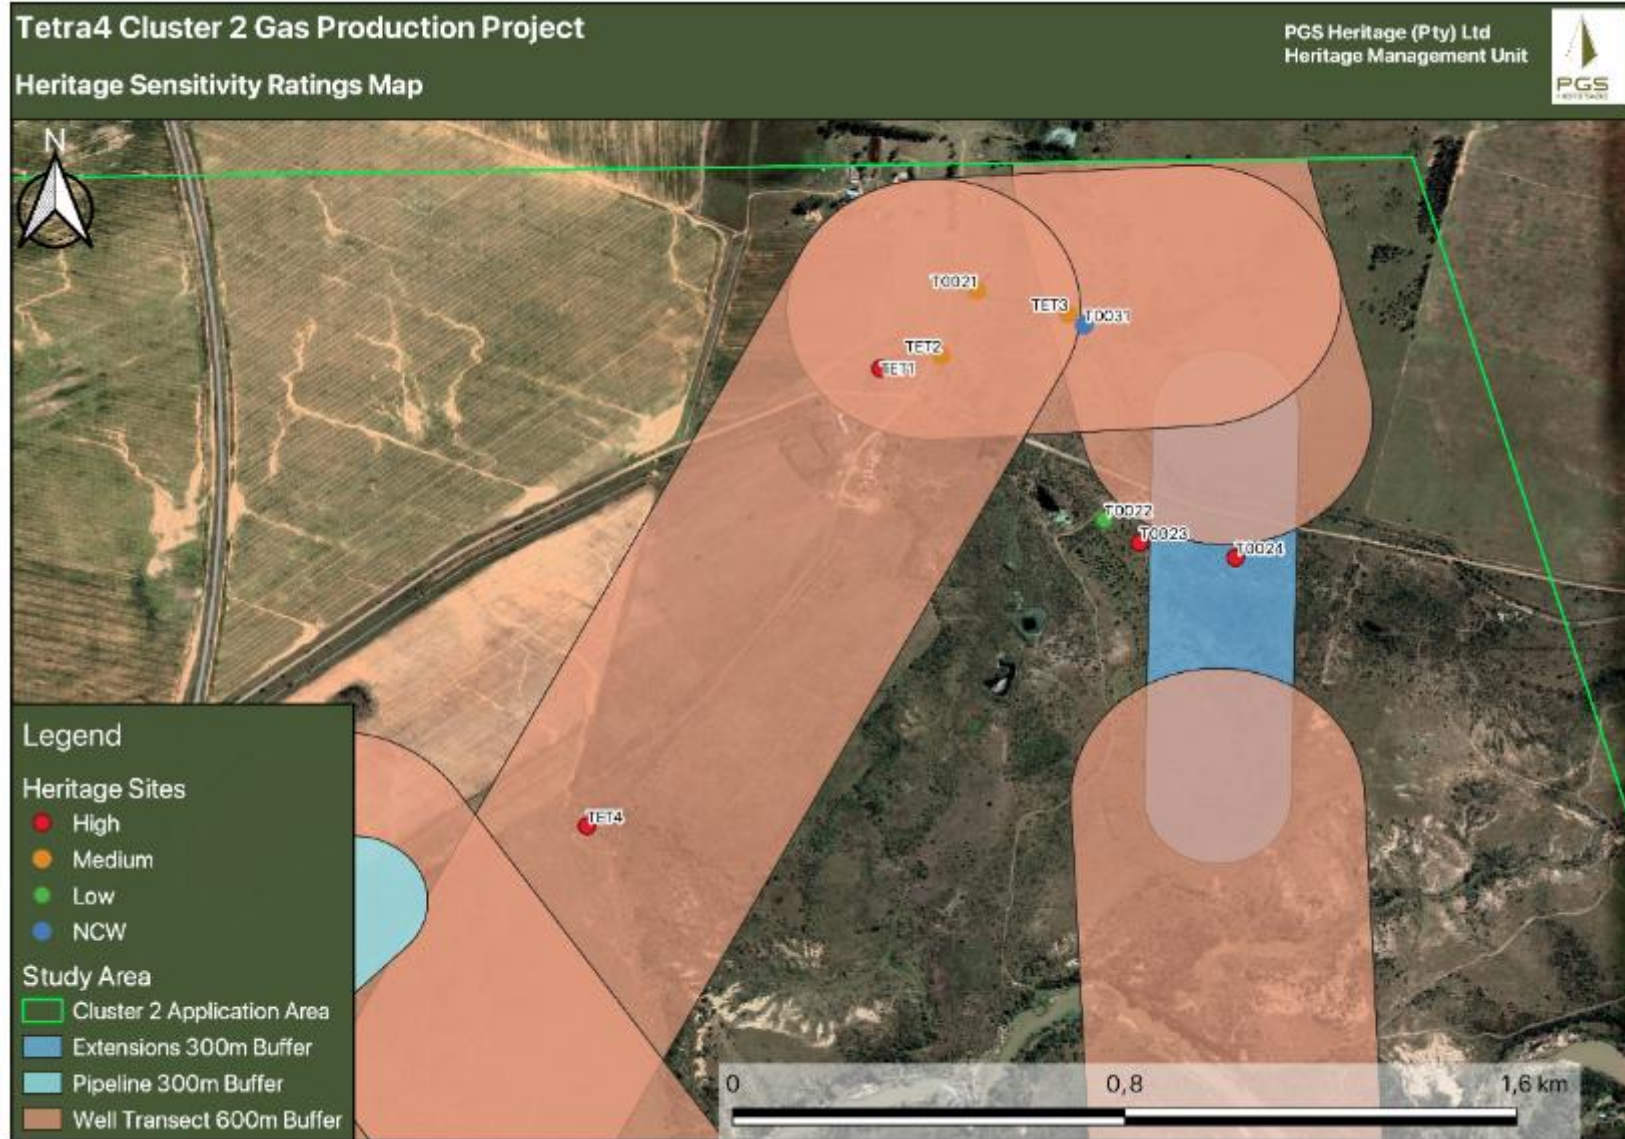 Tetra4 Cluster 2 Gas Production Project
Heritage Sensitivity Ratings Map
PGS Heritage (Pty) Ltd
Heritage Management Unit
PGS
N
T0021
TET3
T0031
TET2
TET1
T0022
T0023
T0024
TET4
Legend
Heritage Sites
High
Medium
Low
NCW
Study Area
Cluster 2 Application Area
Extensions 300m Buffer
Pipeline 300m Buffer
Well Transect 600m Buffer
0
0,8
1,6 km